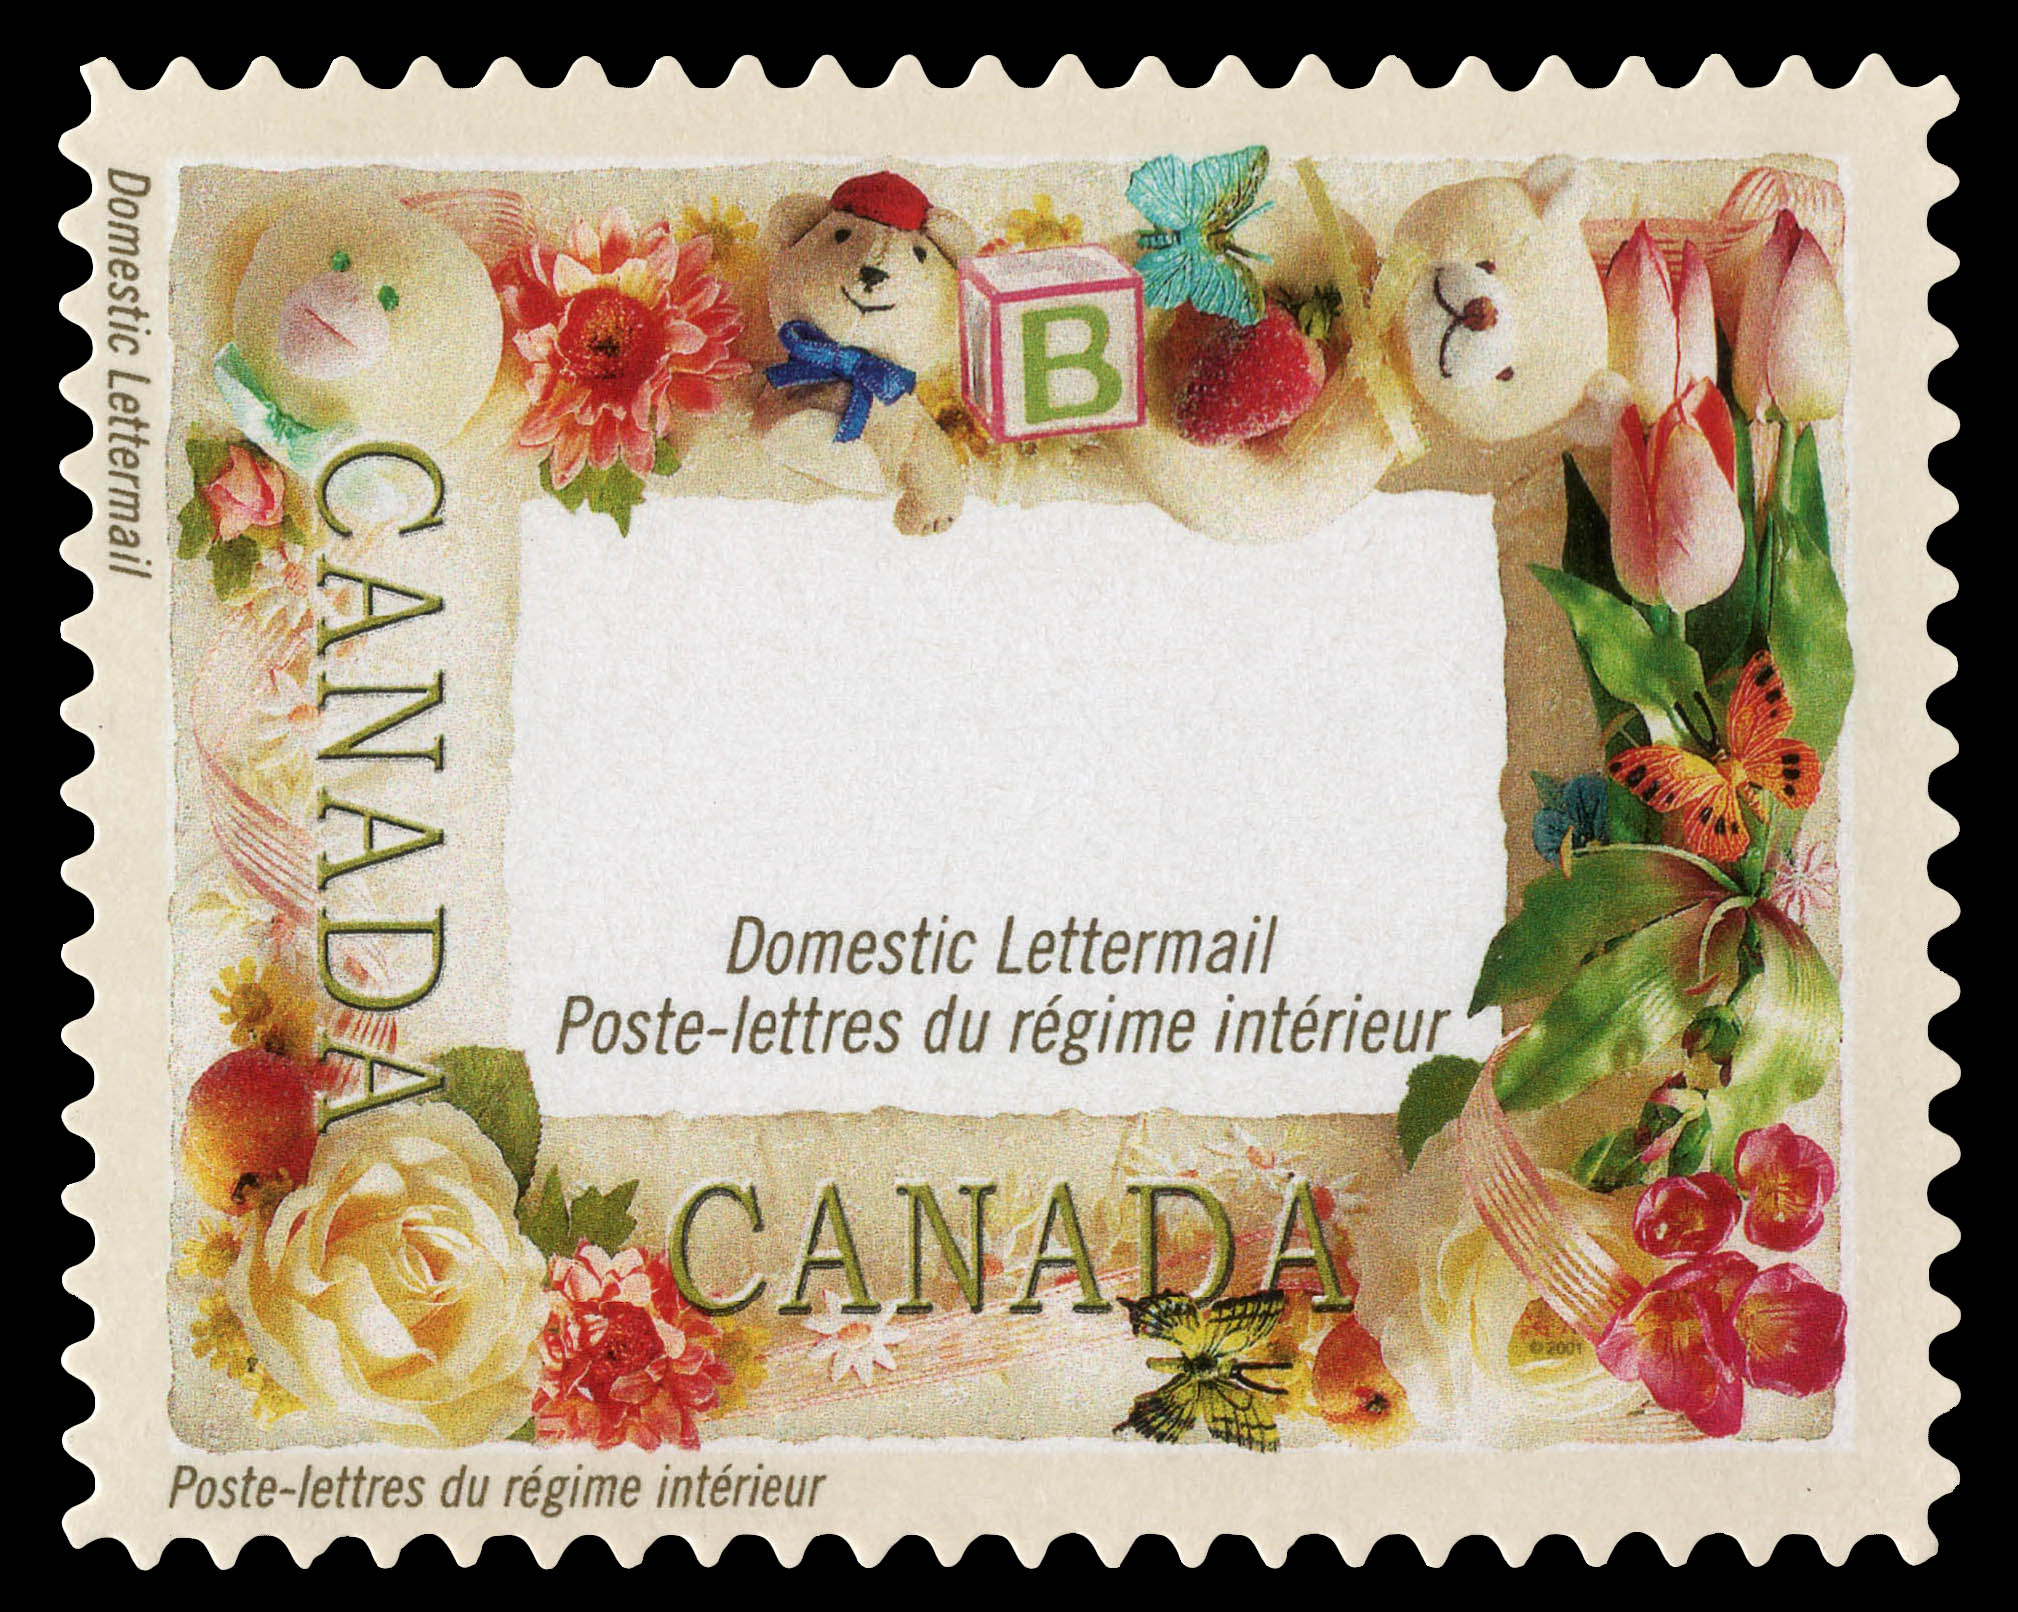 Domestic Lettermail
CANADA
B
Domestic Lettermail
Poste-lettres du régime intérieur
CANADA
© 2001
Poste-lettres du régime intérieur